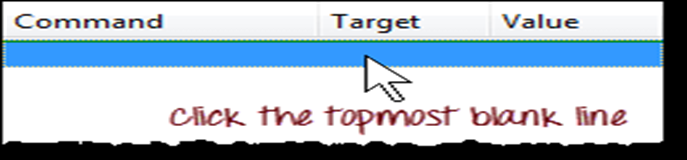 Command Target Value
Click the topmost blank line